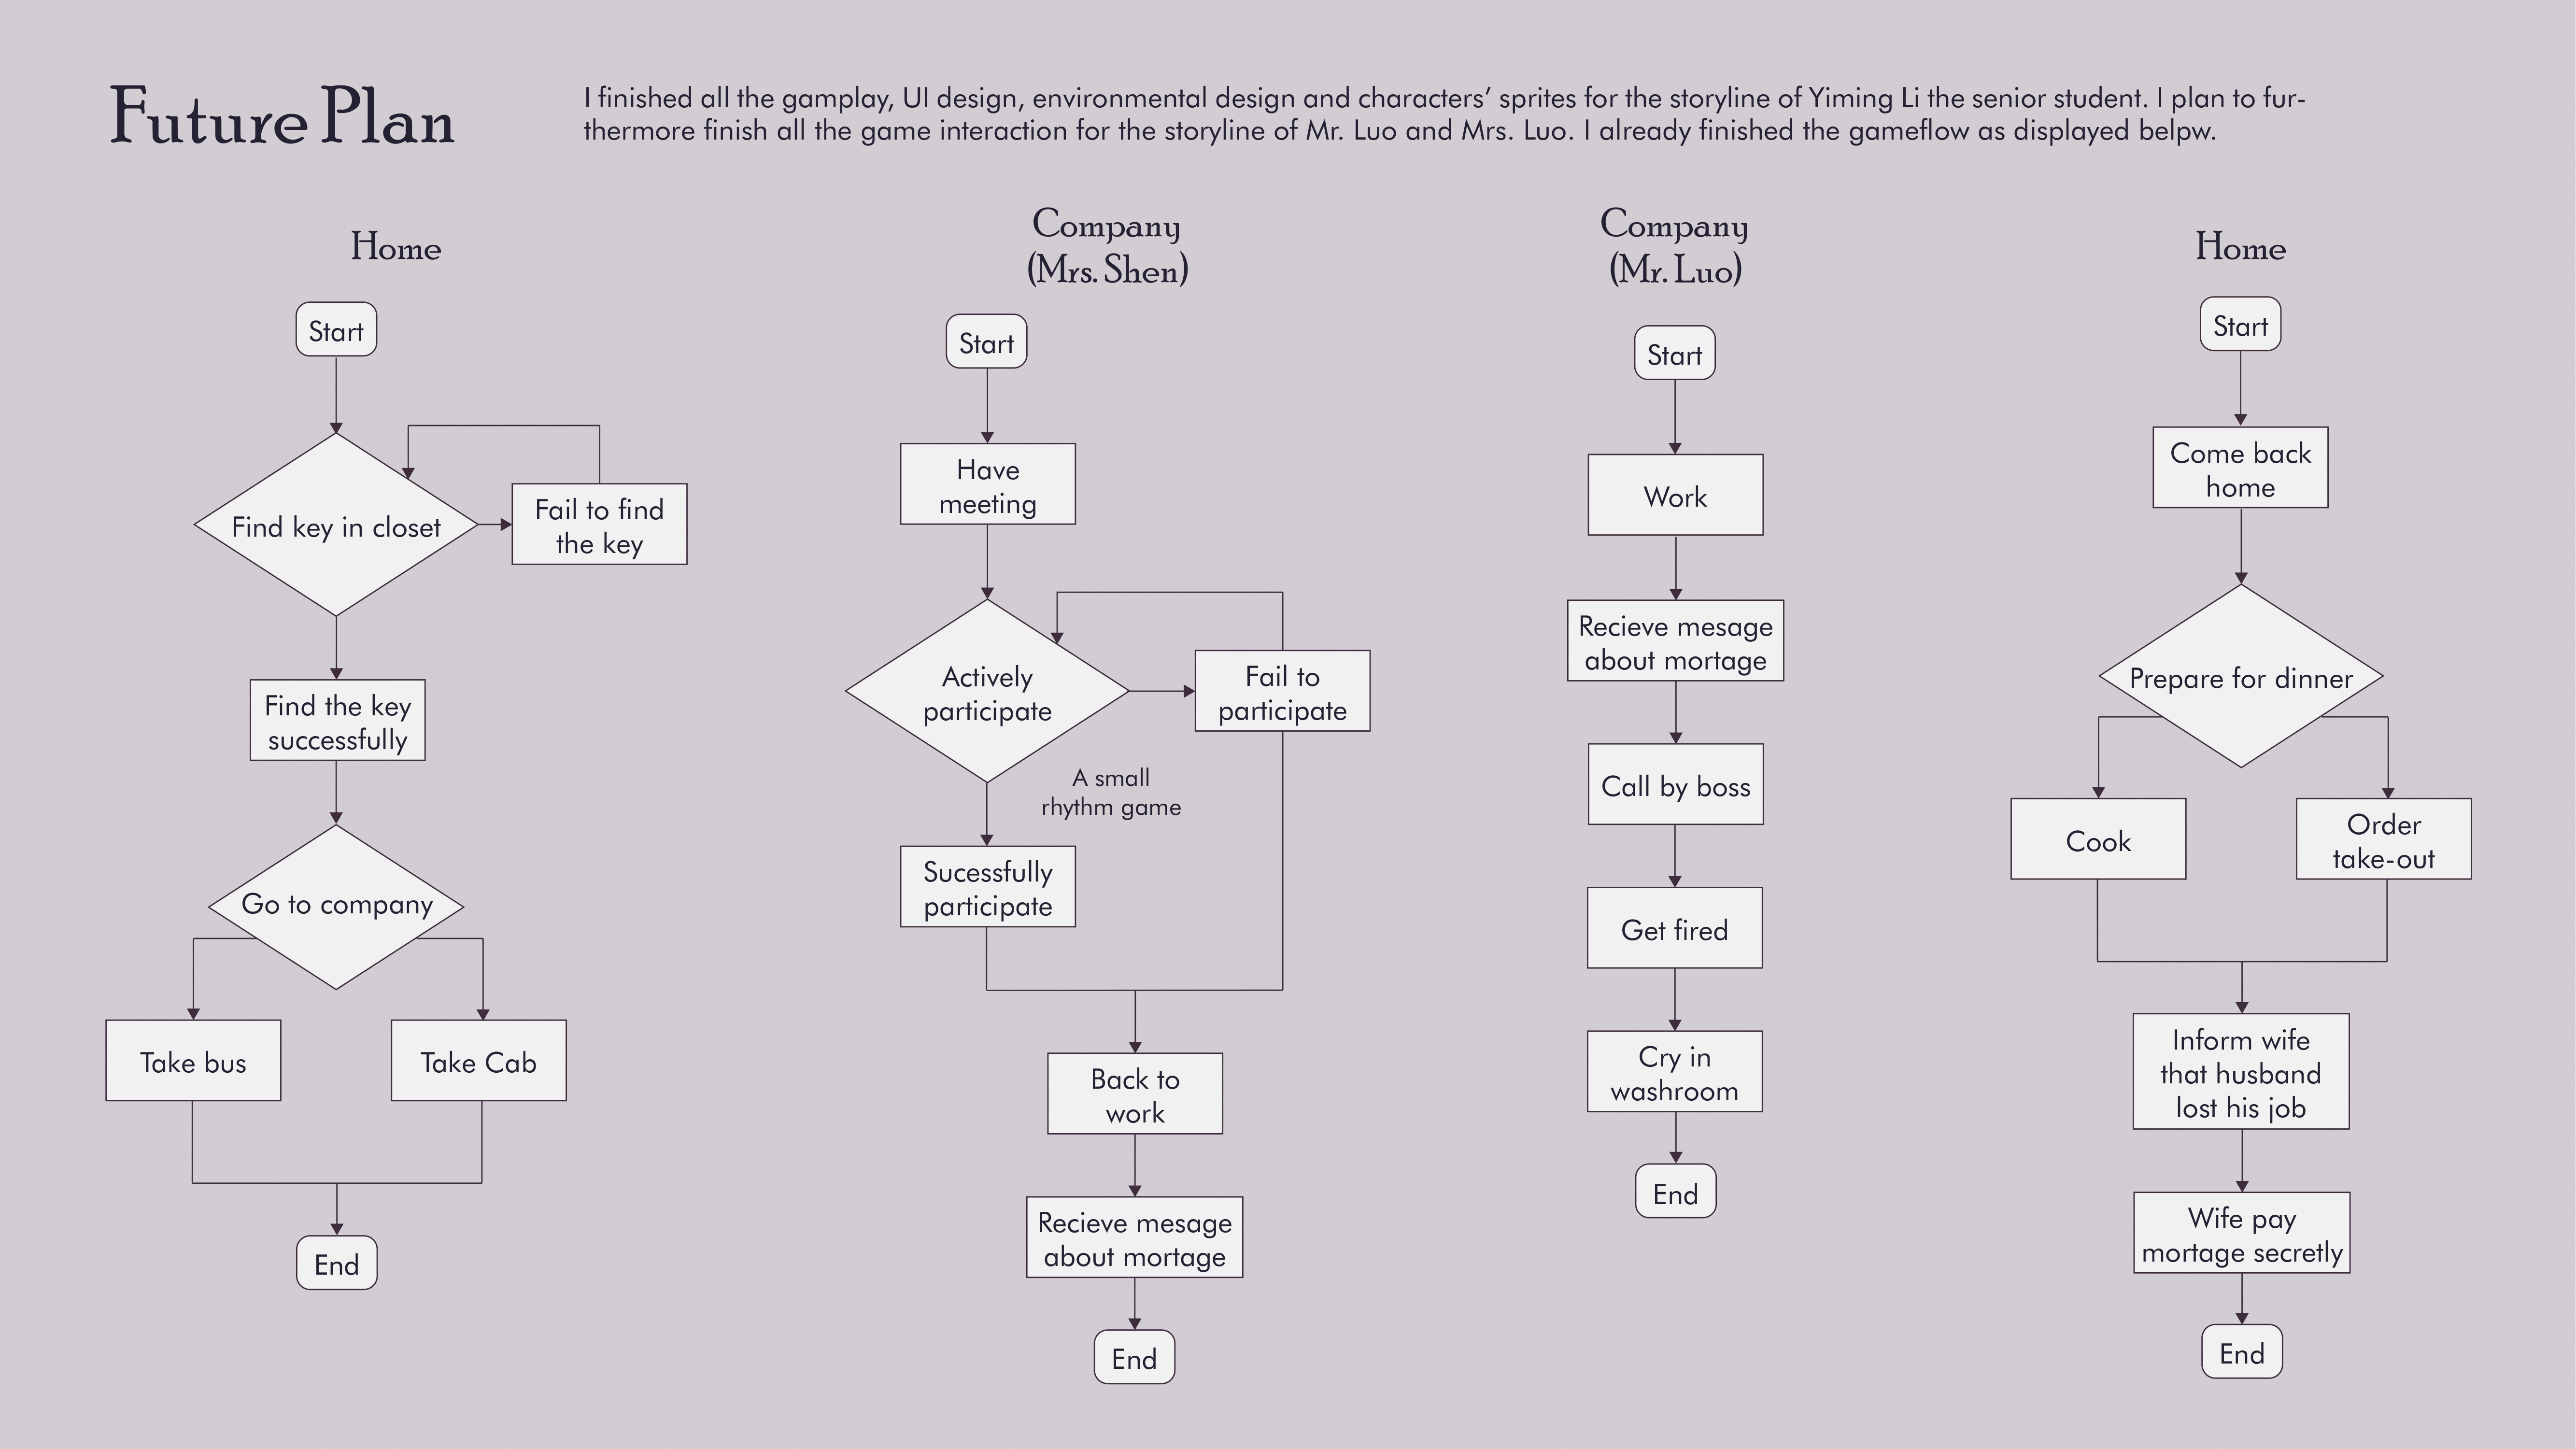 Future Plan
I finished all the gamplay, UI design, environmental design and characters’ sprites for the storyline of Yiming Li the senior student. I plan to fur-
thermore finish all the game interaction for the storyline of Mr. Luo and Mrs. Luo. I already finished the gameflow as displayed belpw.
Home
Start
Find key in closet
Fail to find
the key
Find the key
successfully
Go to company
Take bus
Take Cab
End
Company
(Mrs. Shen)
Start
Have
meeting
Actively
participate
Fail to
participate
A small
rhythm game
Sucessfully
participate
Back to
work
Recieve mesage
about mortage
End
Company
(Mr. Luo)
Start
Work
Recieve mesage
about mortage
Call by boss
Get fired
Cry in
washroom
End
Home
Start
Come back
home
Prepare for dinner
Cook
Order
take-out
Inform wife
that husband
lost his job
Wife pay
mortage secretly
End